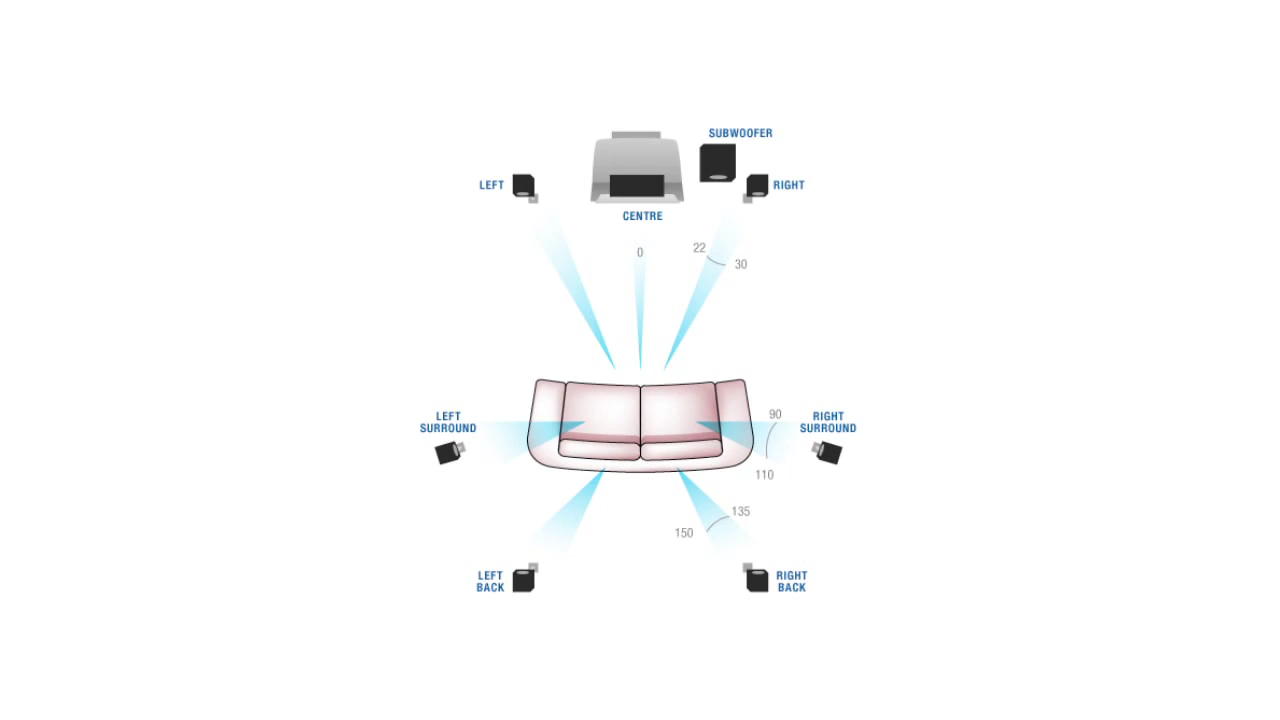 SUBWOOFER
LEFT
RIGHT
CENTRE
0
22
30
LEFT
SURROUND
90
RIGHT
SURROUND
110
135
150
LEFT
BACK
RIGHT
BACK